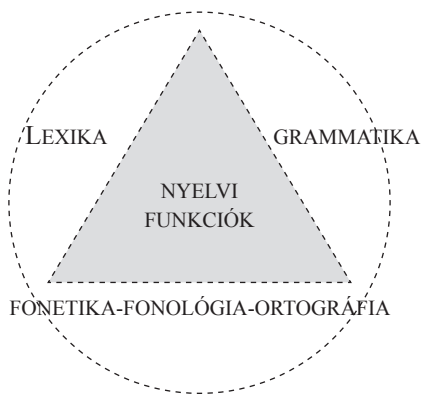 LEXIKA
GRAMMATIKA
NYELVI
FUNKCIÓK
FONETIKA-FONOLÓGIA-ORTOGRÁFIA